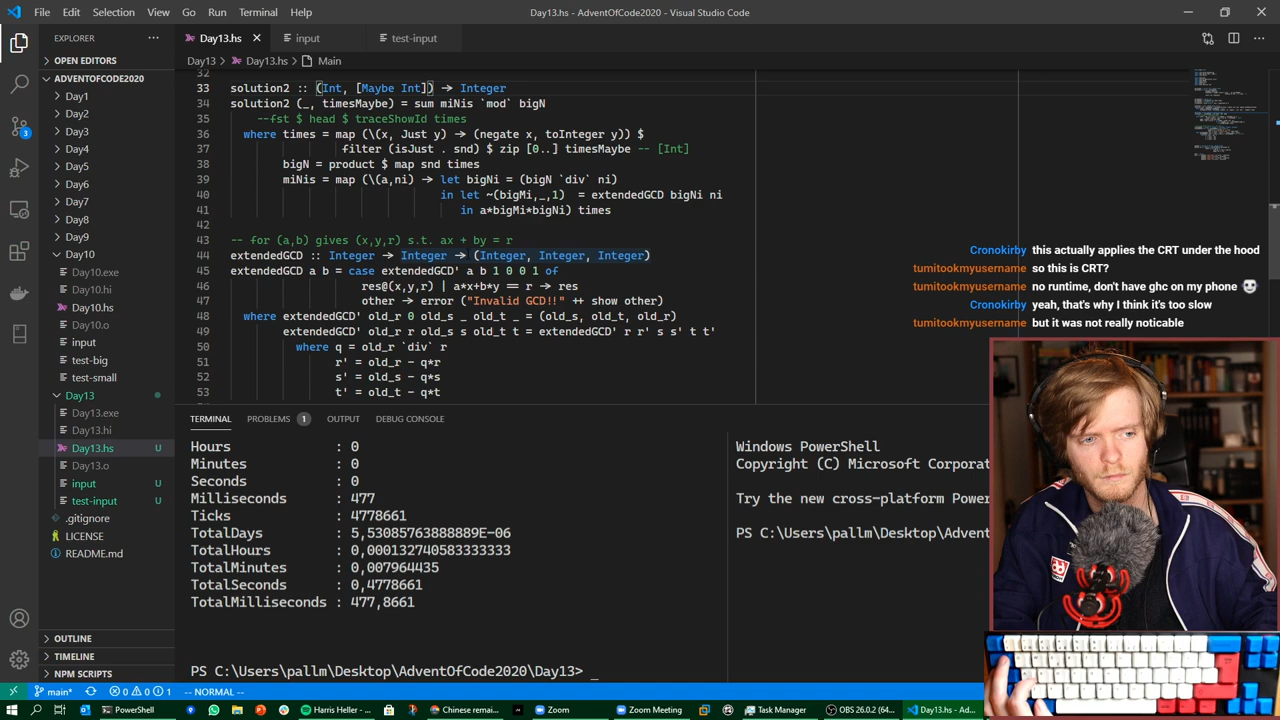 File Edit Selection View Go Run Terminal Help
Day13.hs - AdventOfCode2020 - Visual Studio Code
EXPLORER
Day13.hs
input
test-input
OPEN EDITORS
Day13 > Day13.hs > Main
ADVENTOFCODE2020
Day1
Day2
Day3
Day4
Day5
Day6
Day7
Day8
Day9
Day10
Day10.exe
Day10.hi
Day10.hs
Day10.o
input
test-big
test-small
Day13
Day13.exe
Day13.hi
Day13.hs U
Day13.o
input U
test-input U
.gitignore
LICENSE
README.md
OUTLINE
TIMELINE
NPM SCRIPTS
3
32
33 solution2 :: (Int, [Maybe Int]) → Integer
34 solution2 (_, timesMaybe) = sum miNis `mod` bigN
35 --fst $ head $ traceShowId times
36 where times = map (\(x, Just y) → (negate x, toInteger y)) $
37 filter (isJust . snd) $ zip [0..] timesMaybe -- [Int]
38 bigN = product $ map snd times
39 miNis = map (\(a,ni) → let bigNi = (bigN `div` ni)
40 in let ~(bigMi,_,1) = extendedGCD bigNi ni
41 in a*bigMi*bigNi) times
42
43 -- for (a,b) gives (x,y,r) s.t. ax + by = r
44 extendedGCD :: Integer → Integer → (Integer, Integer, Integer)
45 extendedGCD a b = case extendedGCD' a b 1 0 0 1 of
46 res@(x,y,r) | a*x+b*y == r → res
47 other → error ("Invalid GCD!!" ++ show other)
48 where extendedGCD' old_r 0 old_s _ old_t _ = (old_s, old_t, old_r)
49 extendedGCD' old_r r old_s s old_t t = extendedGCD' r r' s s' t t'
50 where q = old_r `div` r
51 r' = old_r - q*r
52 s' = old_s - q*s
53 t' = old_t - q*t
Cronokirby this actually applies the CRT under the hood
tumitookmyusername so this is CRT?
tumitookmyusername no runtime, don't have ghc on my phone
Cronokirby yeah, that's why I think it's too slow
tumitookmyusername but it was not really noticable
TERMINAL PROBLEMS 1 OUTPUT DEBUG CONSOLE
Hours : 0
Minutes : 0
Seconds : 0
Milliseconds : 477
Ticks : 4778661
TotalDays : 5,53085763888889E-06
TotalHours : 0,000132740583333333
TotalMinutes : 0,007964435
TotalSeconds : 0,4778661
TotalMilliseconds : 477,8661
PS C:\Users\pallm\Desktop\AdventOfCode2020\Day13> _
Windows PowerShell
Copyright (C) Microsoft Corporat
Try the new cross-platform Power
PS C:\Users\pallm\Desktop\Advent
main* 0 0 1 -- NORMAL --
PowerShell
Harris Heller - ...
Chinese remai...
Zoom
Zoom Meeting
Task Manager
OBS 26.0.2 (64-...
Day13.hs - Ad...